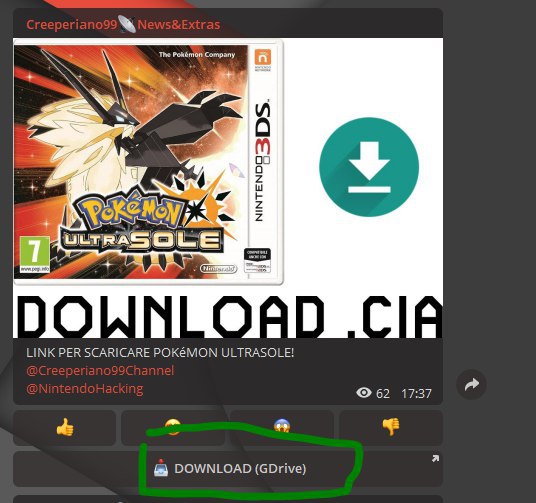 Creeperiano99📡News&Extras
The Pokémon Company
NINTENDO 3DS
POKéMON
ULTRASOLE
7
www.pegi.info
Nintendo
DOWNLOAD .CIA
LINK PER SCARICARE POKéMON ULTRASOLE!
@Creeperiano99Channel
@NintendoHacking
62 17:37
DOWNLOAD (GDrive)